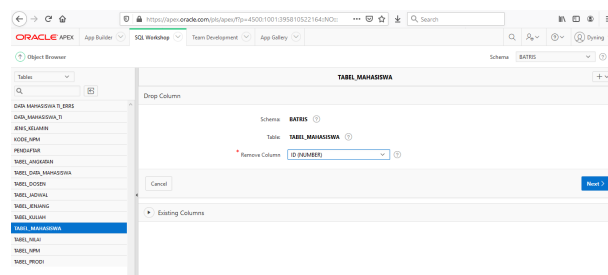 https://apex.oracle.com/pls/apex/f?p=4500:1001:395810522164::NO::
Search
ORACLE APEX App Builder SQL Workshop Team Development App Gallery Dyning
Object Browser Schema BATRIS
Tables
TABEL_MAHASISWA
Drop Column
DATA MAHASISWA TI_ERR$
DATA_MAHASISWA_TI
JENIS_KELAMIN
KODE_NPM
PENDAFTAR
TABEL_ANGKATAN
TABEL_DATA_MAHASISWA
TABEL_DOSEN
TABEL_JADWAL
TABEL_JENJANG
TABEL_KULIAH
TABEL_MAHASISWA
TABEL_NILAI
TABEL_NPM
TABEL_PRODI
Schema BATRIS
Table TABEL_MAHASISWA
* Remove Column ID (NUMBER)
Cancel Next
Existing Columns